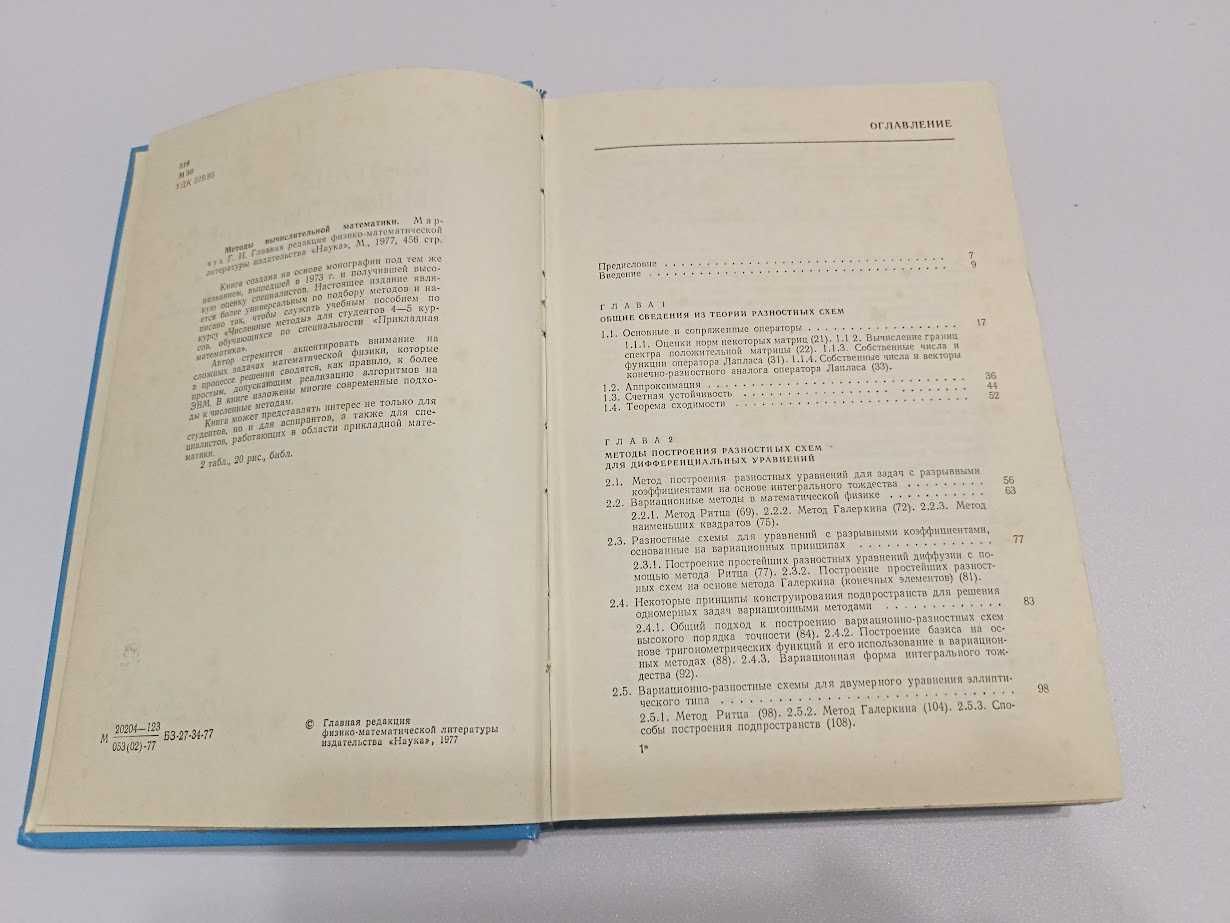 519
М 30
УДК 519.95
Методы вычислительной математики. Мар-
чук Г. И. Главная редакция физико-математической
литературы издательства «Наука», М., 1977, 456 стр.
Книга создана на основе монографии под тем же
названием, вышедшей в 1973 г. и получившей высо-
кую оценку специалистов. Настоящее издание явля-
ется более универсальным по подбору методов и на-
писано так, чтобы служить учебным пособием по
курсу «Численные методы» для студентов 4—5 кур-
сов, обучающихся по специальности «Прикладная
математика».
Автор стремится акцентировать внимание на
сложных задачах математической физики, которые
в процессе решения сводятся, как правило, к более
простым, допускающим реализацию алгоритмов на
ЭВМ. В книге изложены многие современные подхо-
ды к численным методам.
Книга может представлять интерес не только для
студентов, но и для аспирантов, а также для спе-
циалистов, работающих в области прикладной мате-
матики.
2 табл., 20 рис., библ.
М 20204—123
053(02)-77 БЗ-27-34-77
© Главная редакция
физико-математической литературы
издательства «Наука», 1977
ОГЛАВЛЕНИЕ
Предисловие . . . . . . . . . . 7
Введение . . . . . . . . . . 9
ГЛАВА 1
ОБЩИЕ СВЕДЕНИЯ ИЗ ТЕОРИИ РАЗНОСТНЫХ СХЕМ
1.1. Основные и сопряженные операторы . . . . . . . . . . 17
1.1.1. Оценки норм некоторых матриц (21). 1.1 2. Вычисление границ
спектра положительной матрицы (22). 1.1.3. Собственные числа и
функции оператора Лапласа (31). 1.1.4. Собственные числа и векторы
конечно-разностного аналога оператора Лапласа (33).
1.2. Аппроксимация . . . . . . . . . . 36
1.3. Счетная устойчивость . . . . . . . . . . 44
1.4. Теорема сходимости . . . . . . . . . . 52
ГЛАВА 2
МЕТОДЫ ПОСТРОЕНИЯ РАЗНОСТНЫХ СХЕМ
ДЛЯ ДИФФЕРЕНЦИАЛЬНЫХ УРАВНЕНИЙ
2.1. Метод построения разностных уравнений для задач с разрывными
коэффициентами на основе интегрального тождества . . . . . . . . . 56
2.2. Вариационные методы в математической физике . . . . . . . . . . 63
2.2.1. Метод Ритца (69). 2.2.2. Метод Галеркина (72). 2.2.3. Метод
наименьших квадратов (75).
2.3. Разностные схемы для уравнений с разрывными коэффициентами,
основанные на вариационных принципах . . . . . . . . . . 77
2.3.1. Построение простейших разностных уравнений диффузии с по-
мощью метода Ритца (77). 2.3.2. Построение простейших разност-
ных схем на основе метода Галеркина (конечных элементов) (81).
2.4. Некоторые принципы конструирования подпространств для решения
одномерных задач вариационными методами . . . . . . . . . . 83
2.4.1. Общий подход к построению вариационно-разностных схем
высокого порядка точности (84). 2.4.2. Построение базиса на ос-
нове тригонометрических функций и его использование в вариацион-
ных методах (88). 2.4.3. Вариационная форма интегрального тож-
дества (92).
2.5. Вариационно-разностные схемы для двумерного уравнения эллипти-
ческого типа . . . . . . . . . . 98
2.5.1. Метод Ритца (98). 2.5.2. Метод Галеркина (104). 2.5.3. Спо-
собы построения подпространств (108).
1*